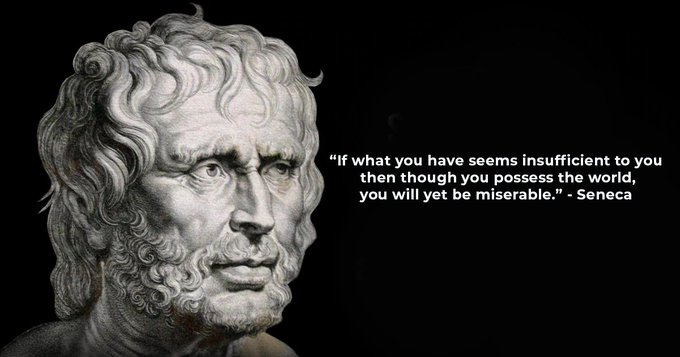 “If what you have seems insufficient to you
then though you possess the world,
you will yet be miserable.” - Seneca